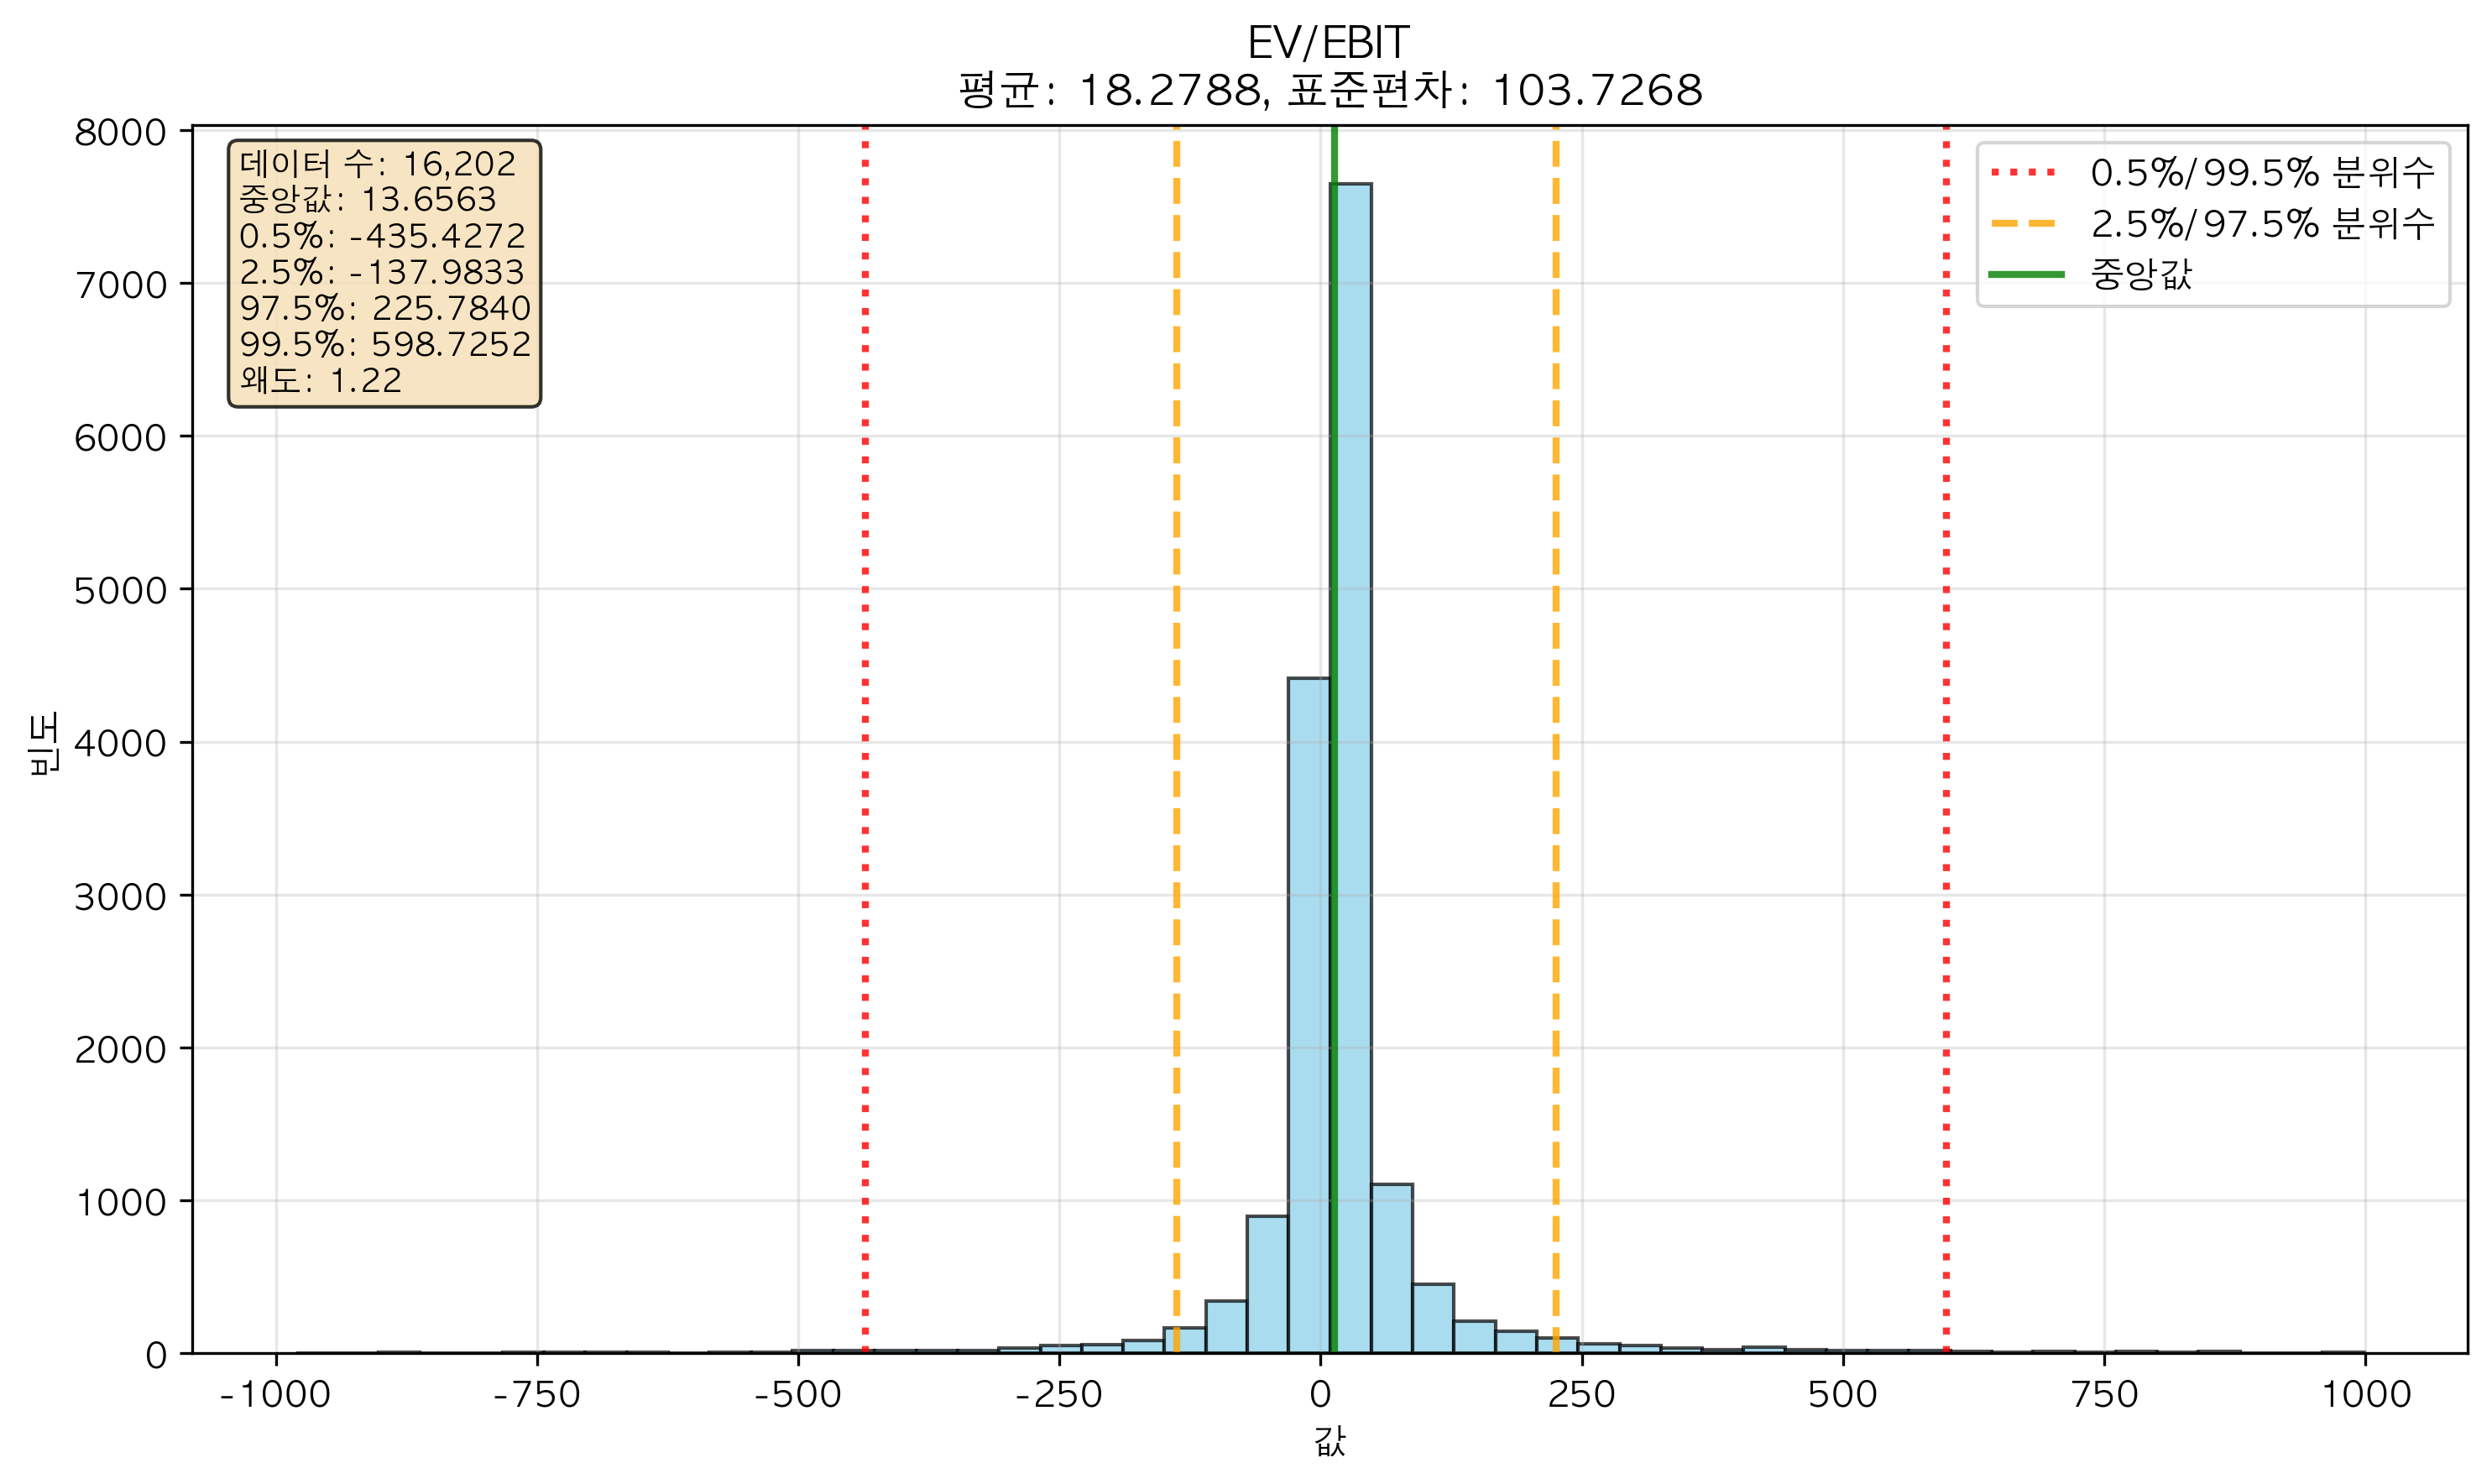 EV/EBIT
평균: 18.2788, 표준편차: 103.7268
데이터 수: 16,202
중앙값: 13.6563
0.5%: -435.4272
2.5%: -137.9833
97.5%: 225.7840
99.5%: 598.7252
왜도: 1.22
0.5%/99.5% 분위수
2.5%/97.5% 분위수
중앙값
빈도
8000
7000
6000
5000
4000
3000
2000
1000
0
-1000 -750 -500 -250 0 250 500 750 1000
값